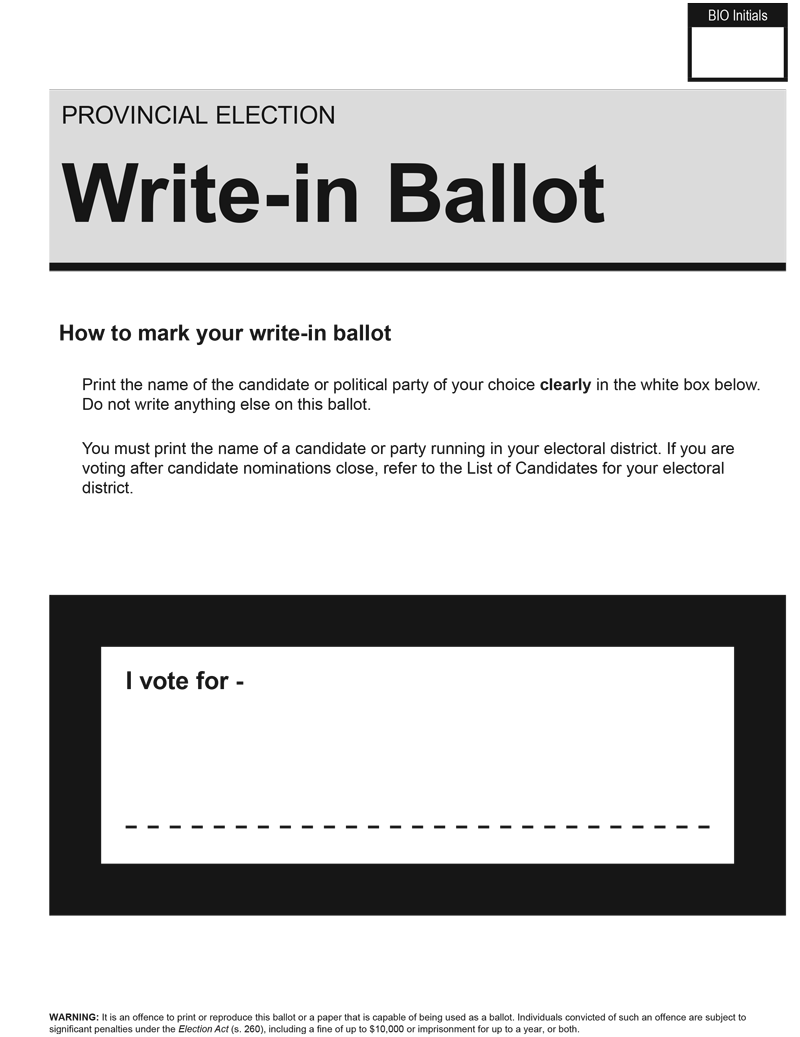 BIO Initials
PROVINCIAL ELECTION
Write-in Ballot
How to mark your write-in ballot
Print the name of the candidate or political party of your choice clearly in the white box below.
Do not write anything else on this ballot.
You must print the name of a candidate or party running in your electoral district. If you are
voting after candidate nominations close, refer to the List of Candidates for your electoral
district.
I vote for -
WARNING: It is an offence to print or reproduce this ballot or a paper that is capable of being used as a ballot. Individuals convicted of such an offence are subject to
significant penalties under the Election Act (s. 260), including a fine of up to $10,000 or imprisonment for up to a year, or both.